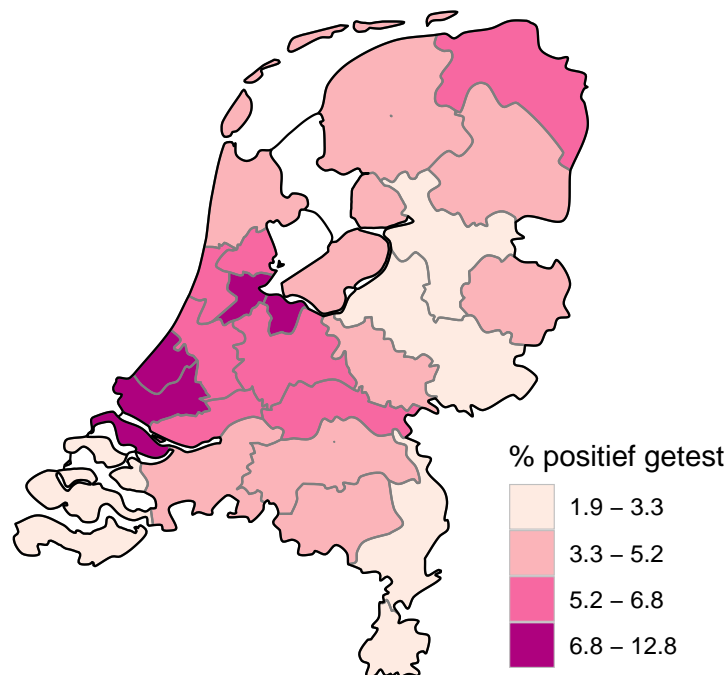 % positief getest
1.9 – 3.3
3.3 – 5.2
5.2 – 6.8
6.8 – 12.8